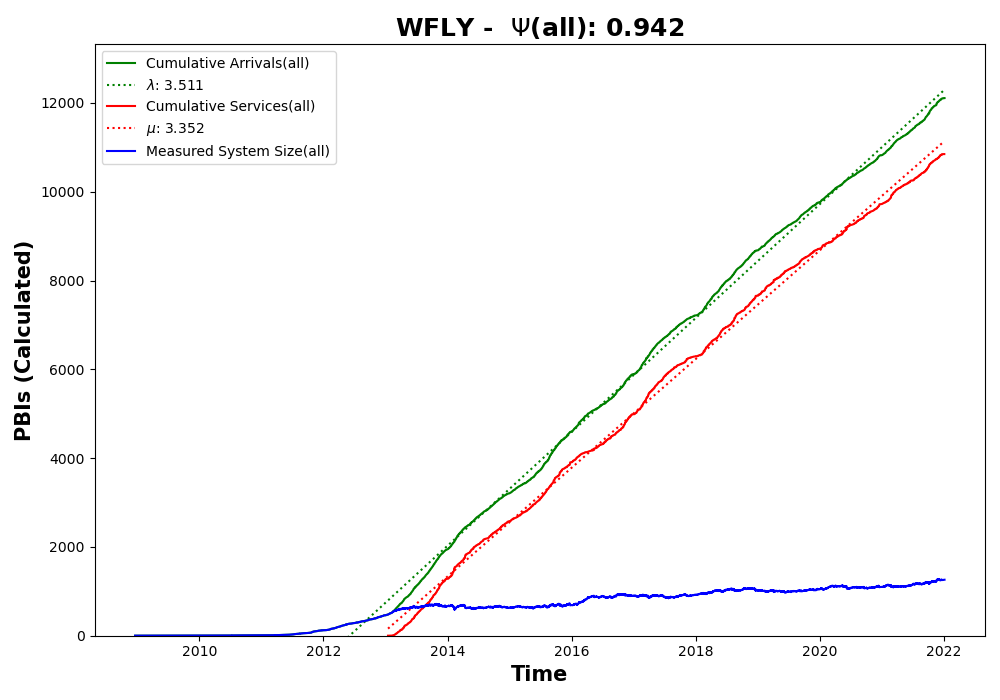 WFLY -  Ψ(all): 0.942
Cumulative Arrivals(all)
λ: 3.511
Cumulative Services(all)
μ: 3.352
Measured System Size(all)
PBIs (Calculated)
12000
10000
8000
6000
4000
2000
0
2010 2012 2014 2016 2018 2020 2022
Time